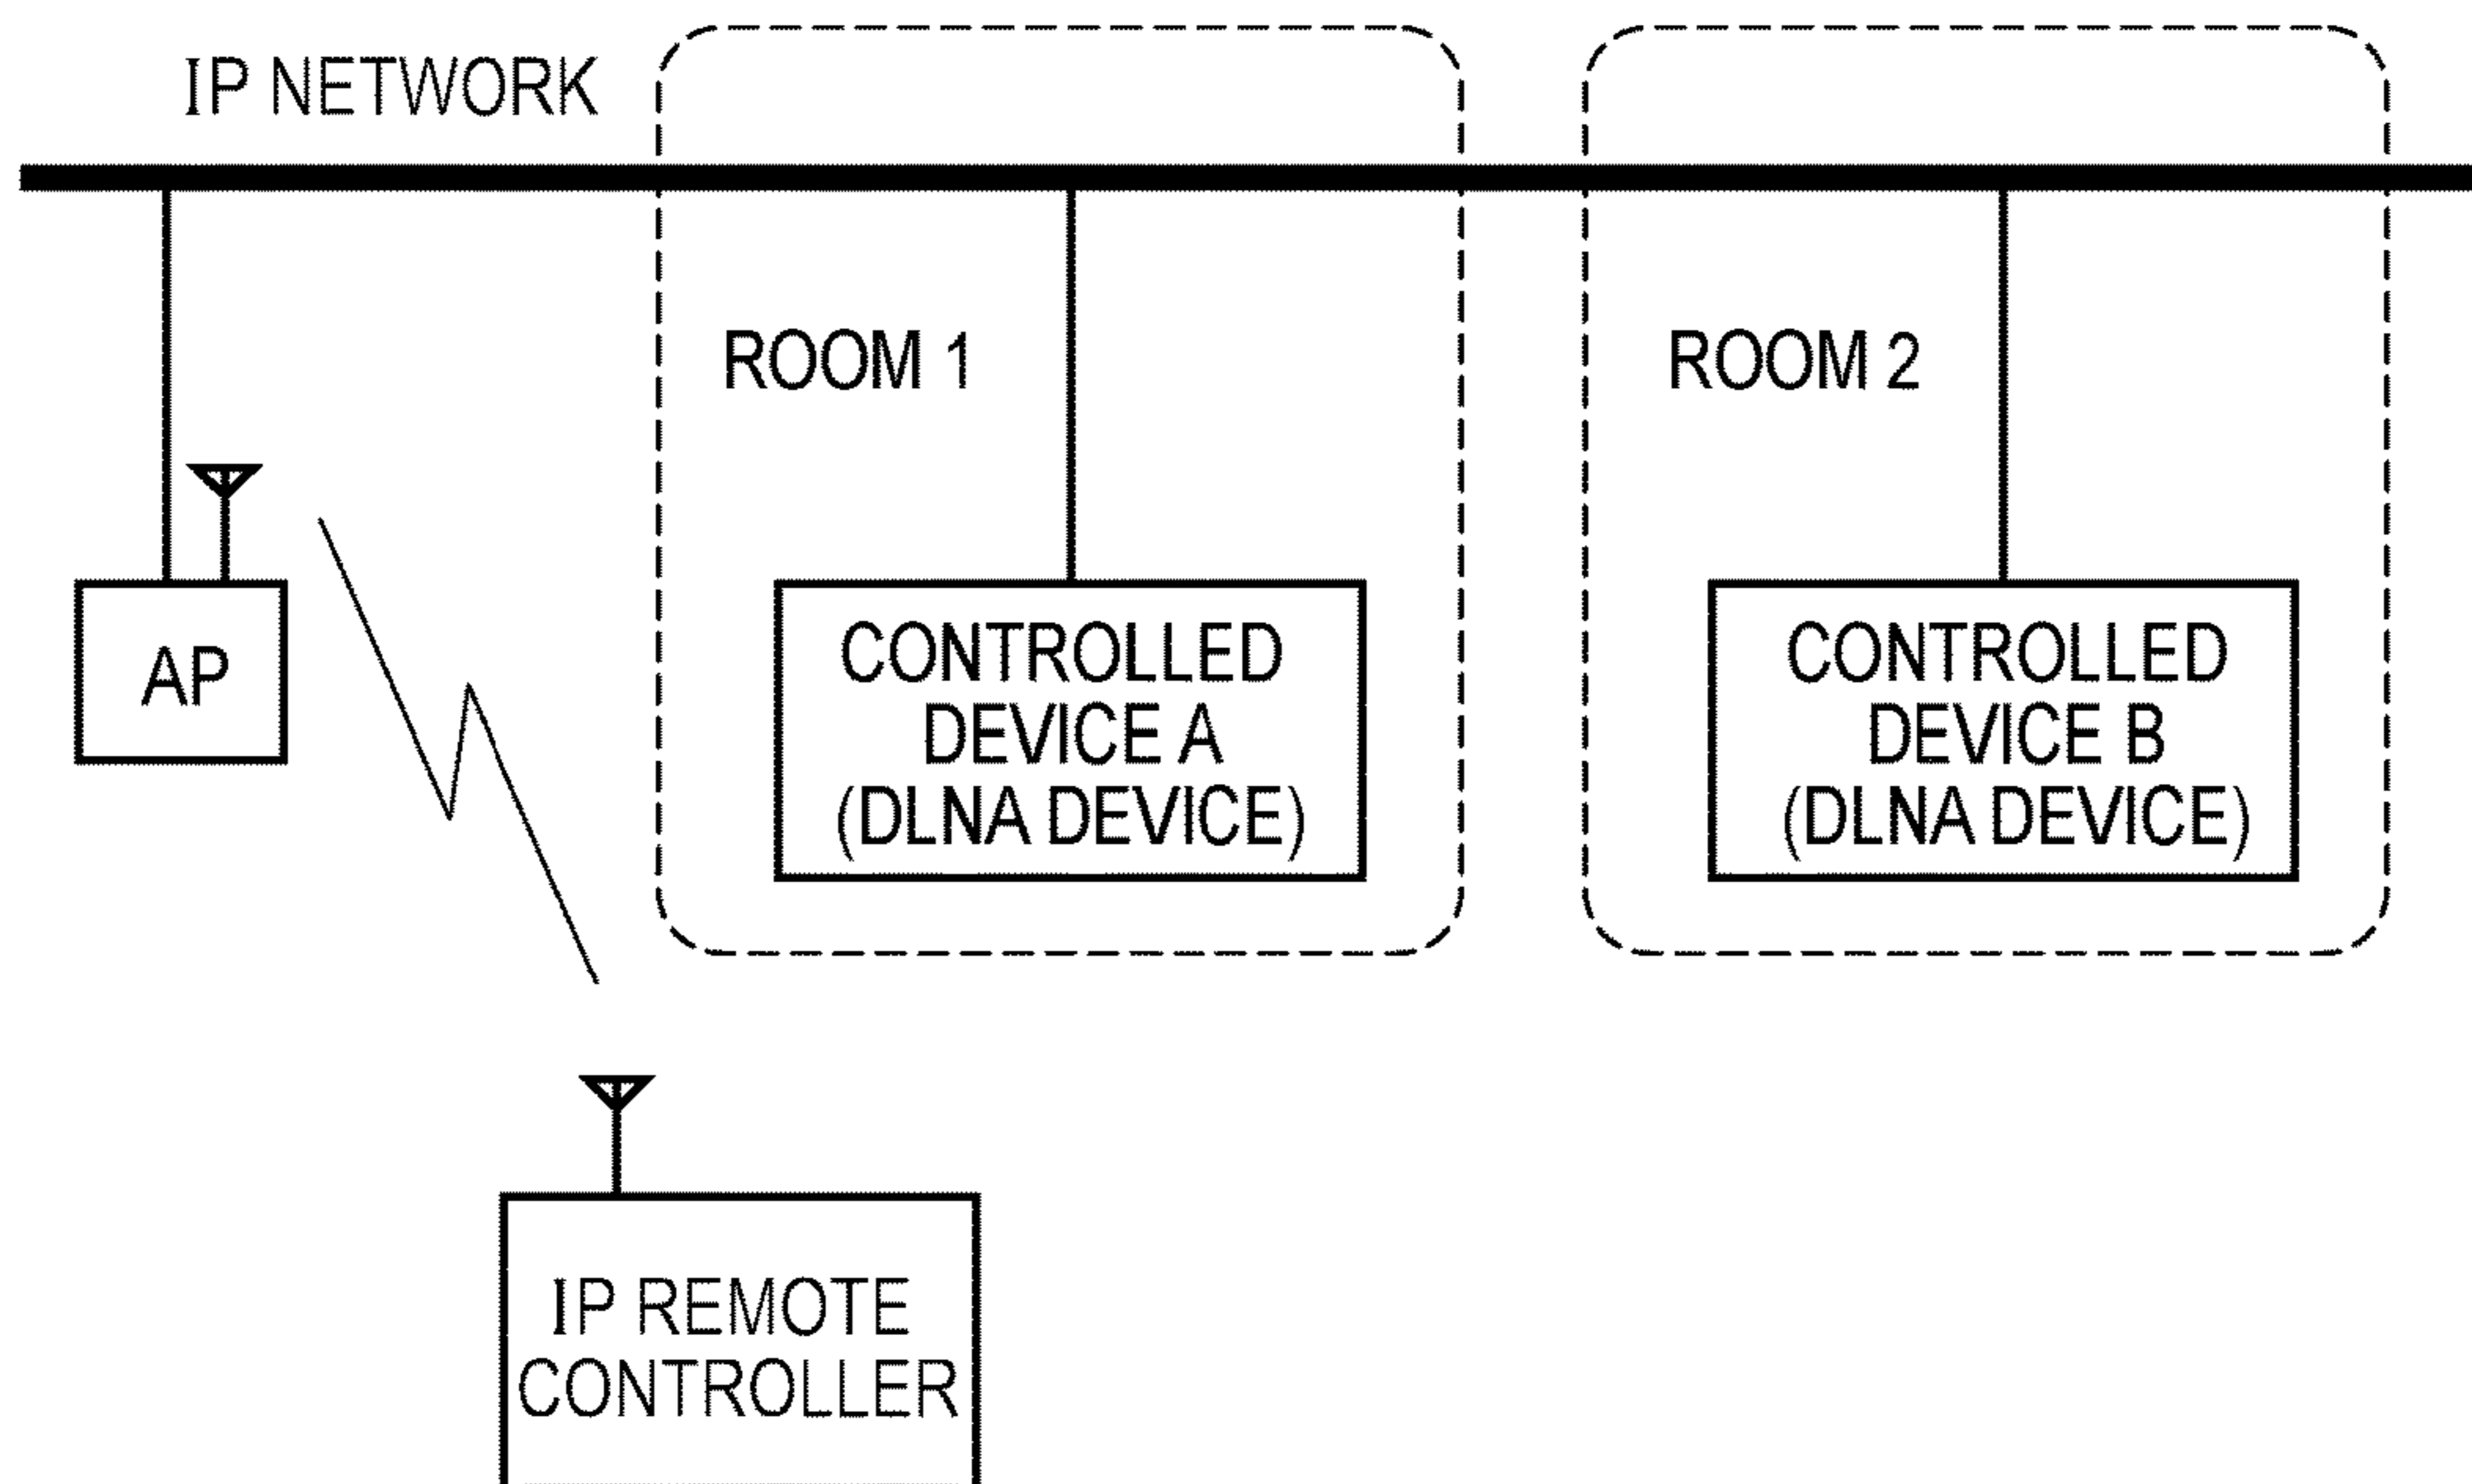 IP NETWORK
ROOM 1
ROOM 2
AP
CONTROLLED
DEVICE A
(DLNA DEVICE)
CONTROLLED
DEVICE B
(DLNA DEVICE)
IP REMOTE
CONTROLLER